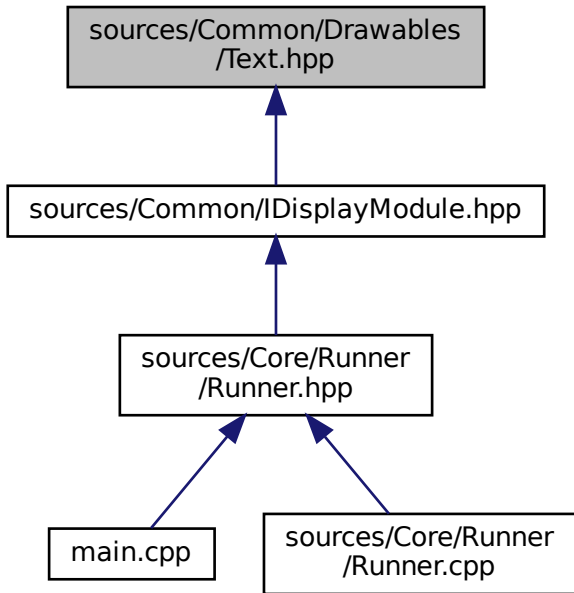 sources/Common/Drawables
/Text.hpp
sources/Common/IDisplayModule.hpp
sources/Core/Runner
/Runner.hpp
main.cpp
sources/Core/Runner
/Runner.cpp